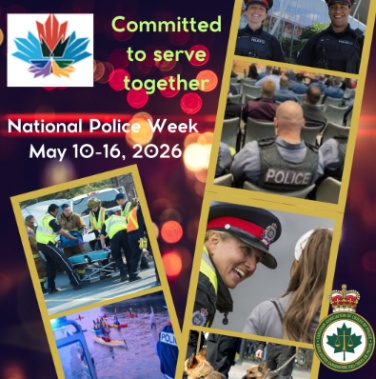 Committed
to serve
together
National Police Week
May 10-16, 2026
POLICE